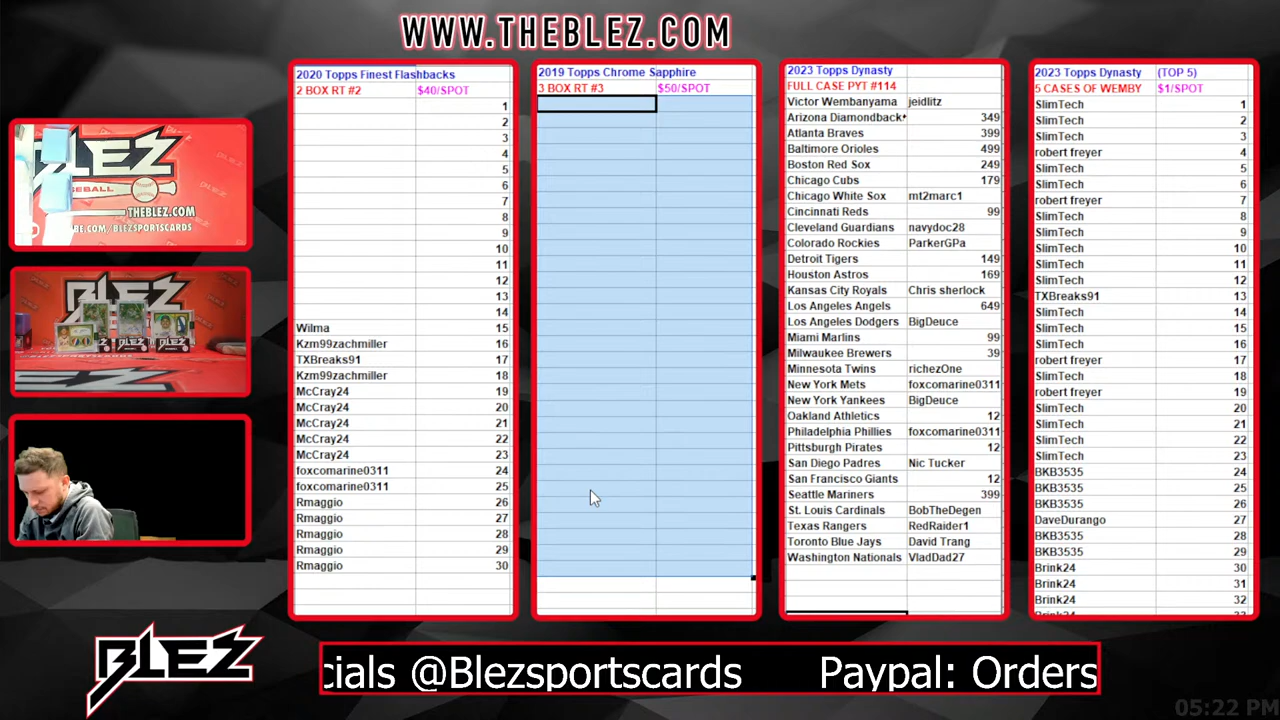 WWW.THEBLEZ.COM
BLEZ
BASEBALL
THEBLEZ.COM
BE.COM/BLEZSPORTSCARDS
2020 Topps Finest Flashbacks
2 BOX RT #2 $40/SPOT
1
2
3
4
5
6
7
8
9
10
11
12
13
14
Wilma 15
Kzm99zachmiller 16
TXBreaks91 17
Kzm99zachmiller 18
McCray24 19
McCray24 20
McCray24 21
McCray24 22
McCray24 23
foxcomarine0311 24
foxcomarine0311 25
Rmaggio 26
Rmaggio 27
Rmaggio 28
Rmaggio 29
Rmaggio 30
2019 Topps Chrome Sapphire
3 BOX RT #3 $50/SPOT
2023 Topps Dynasty
FULL CASE PYT #114
Victor Wembanyama jeidlitz
Arizona Diamondback 349
Atlanta Braves 399
Baltimore Orioles 499
Boston Red Sox 249
Chicago Cubs 179
Chicago White Sox mt2marc1
Cincinnati Reds 99
Cleveland Guardians navydoc28
Colorado Rockies ParkerGPa
Detroit Tigers 149
Houston Astros 169
Kansas City Royals Chris sherlock
Los Angeles Angels 649
Los Angeles Dodgers BigDeuce
Miami Marlins 99
Milwaukee Brewers 39
Minnesota Twins richezOne
New York Mets foxcomarine0311
New York Yankees BigDeuce
Oakland Athletics 12
Philadelphia Phillies foxcomarine0311
Pittsburgh Pirates 12
San Diego Padres Nic Tucker
San Francisco Giants 12
Seattle Mariners 399
St. Louis Cardinals BobTheDegen
Texas Rangers RedRaider1
Toronto Blue Jays David Trang
Washington Nationals VladDad27
2023 Topps Dynasty (TOP 5)
5 CASES OF WEMBY $1/SPOT
SlimTech 1
SlimTech 2
SlimTech 3
robert freyer 4
SlimTech 5
SlimTech 6
robert freyer 7
SlimTech 8
SlimTech 9
SlimTech 10
SlimTech 11
SlimTech 12
TXBreaks91 13
SlimTech 14
SlimTech 15
SlimTech 16
robert freyer 17
SlimTech 18
robert freyer 19
SlimTech 20
SlimTech 21
SlimTech 22
SlimTech 23
BKB3535 24
BKB3535 25
BKB3535 26
DaveDurango 27
BKB3535 28
BKB3535 29
Brink24 30
Brink24 31
Brink24 32
Brink24 33
BLEZ
cials @Blezsportscards Paypal: Orders
05:22 PM